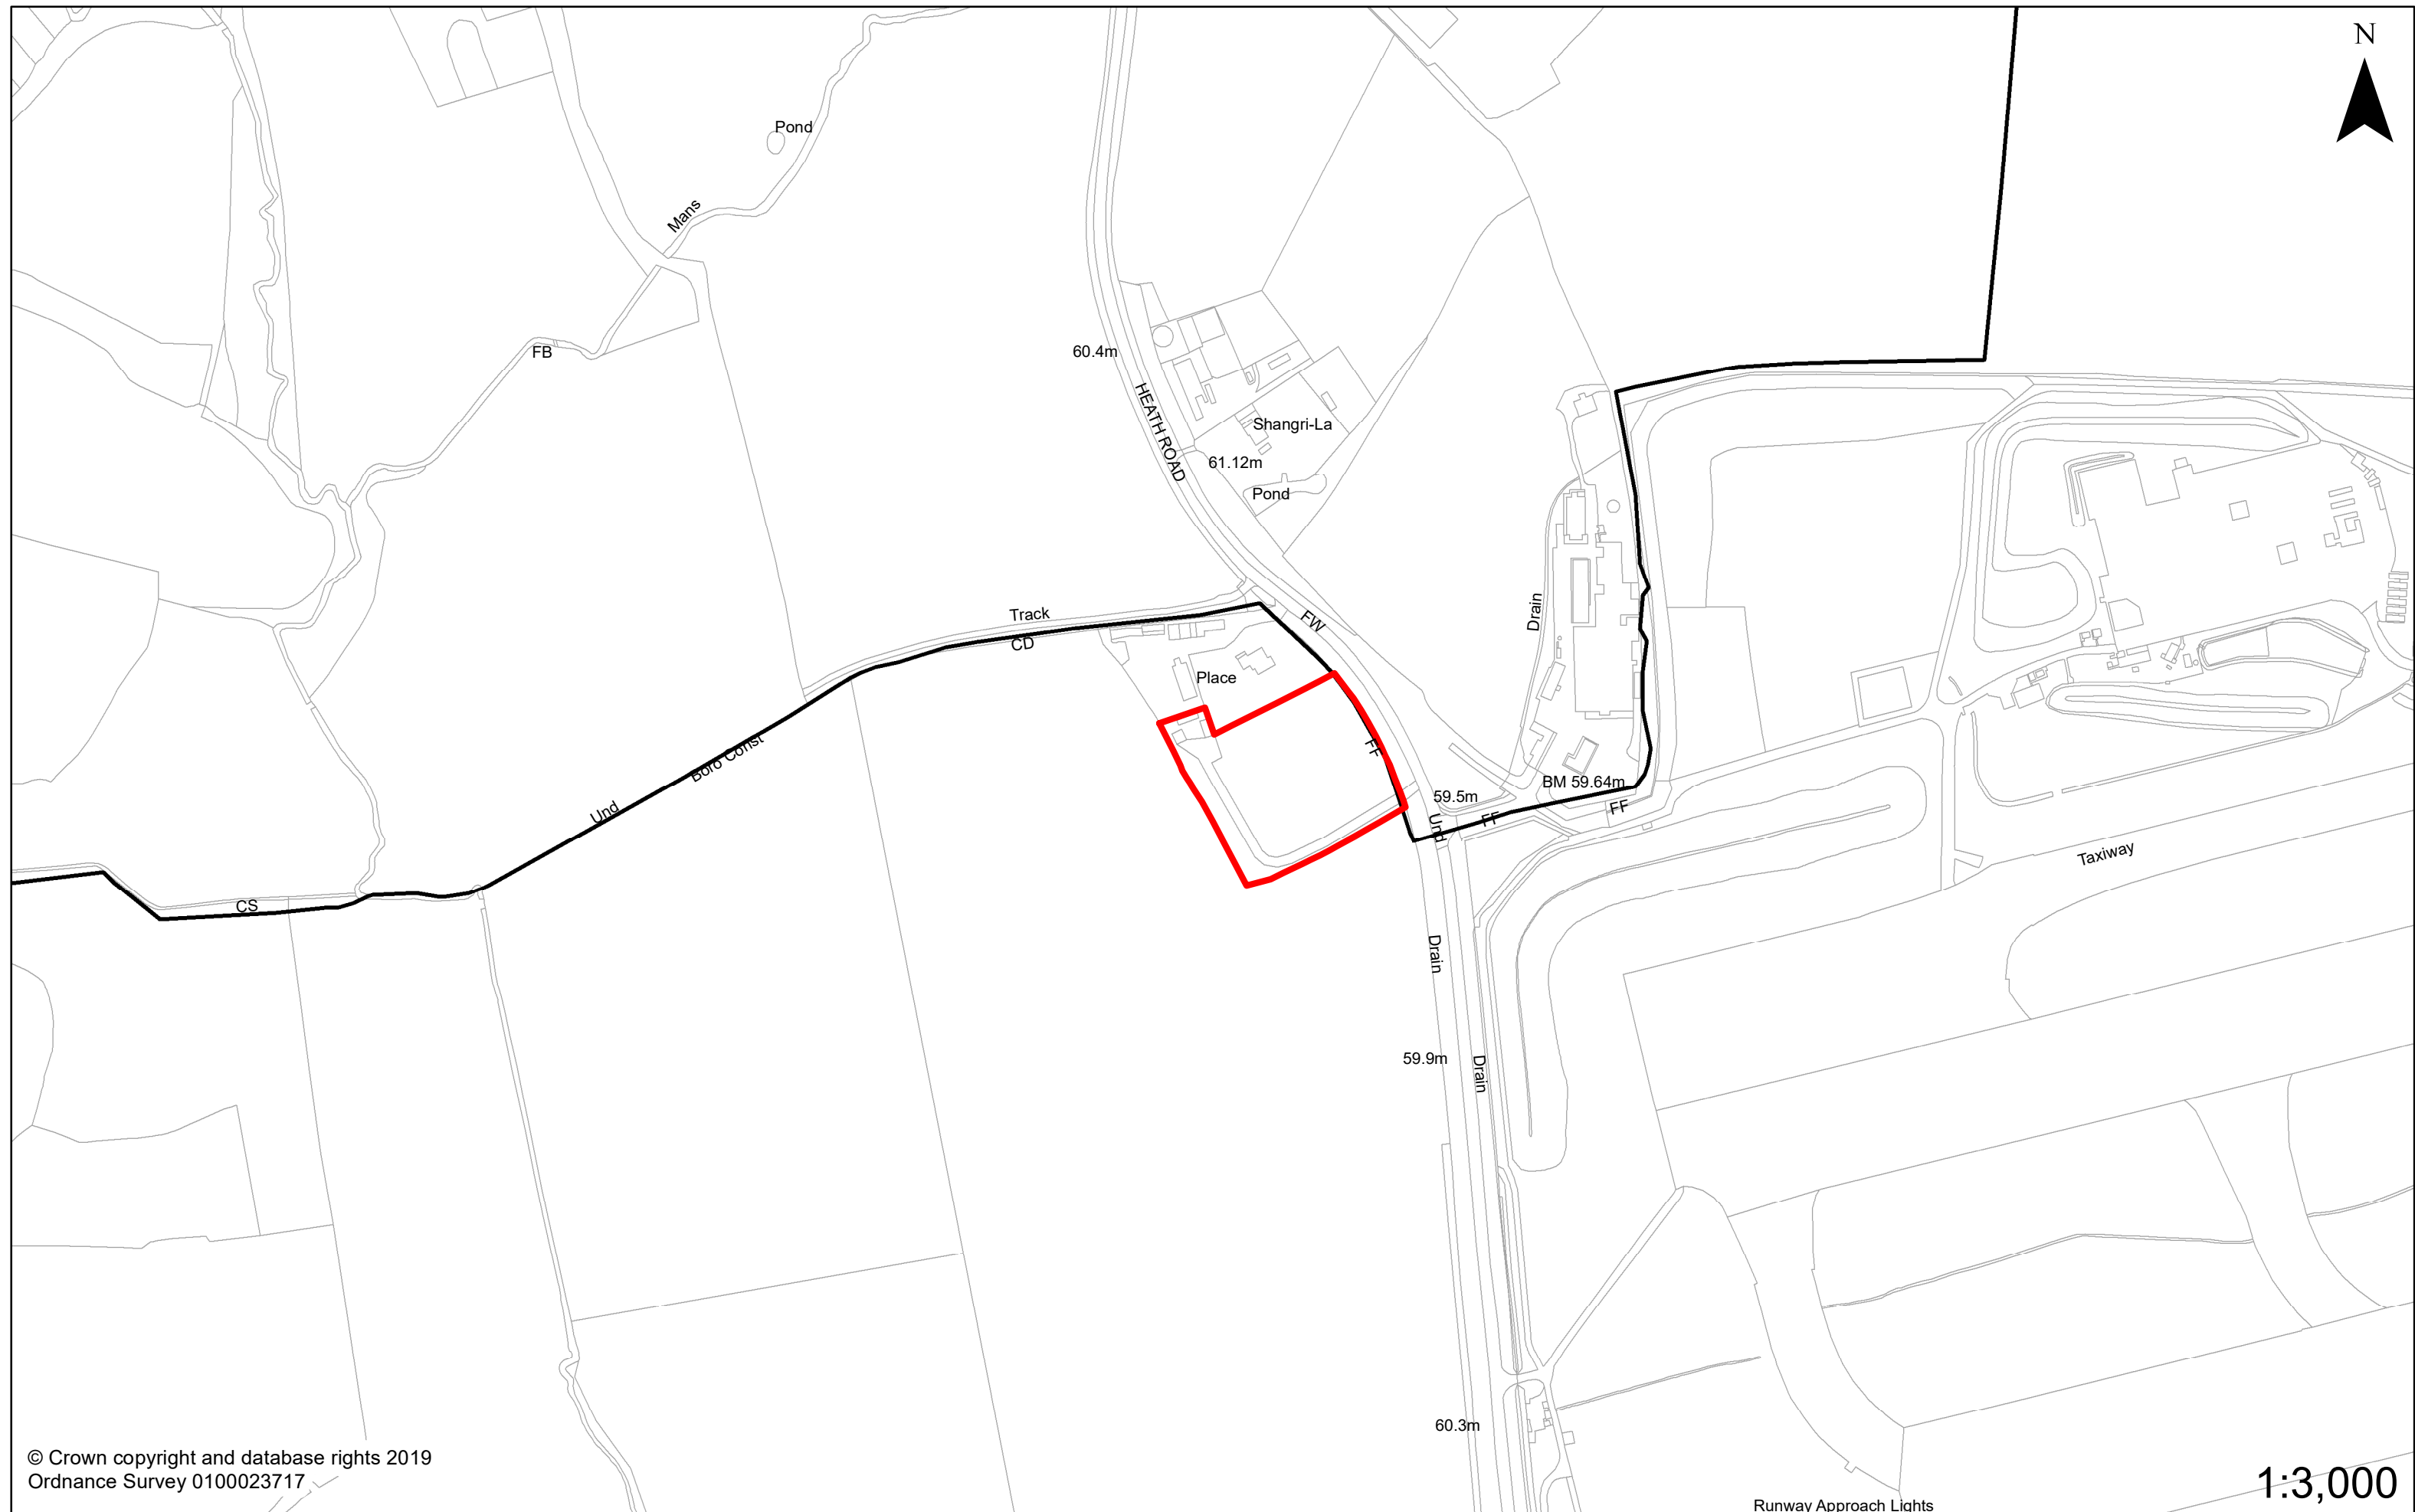 N
Pond
Mans
FB
60.4m
HEATH ROAD
Shangri-La
61.12m
Pond
Drain
Track
FW
CD
Place
FF
Boro Const
BM 59.64m
59.5m
FF
FF
Und
Und
Taxiway
CS
Drain
59.9m
Drain
60.3m
© Crown copyright and database rights 2019
Ordnance Survey 0100023717
1:3,000
Runway Approach Lights